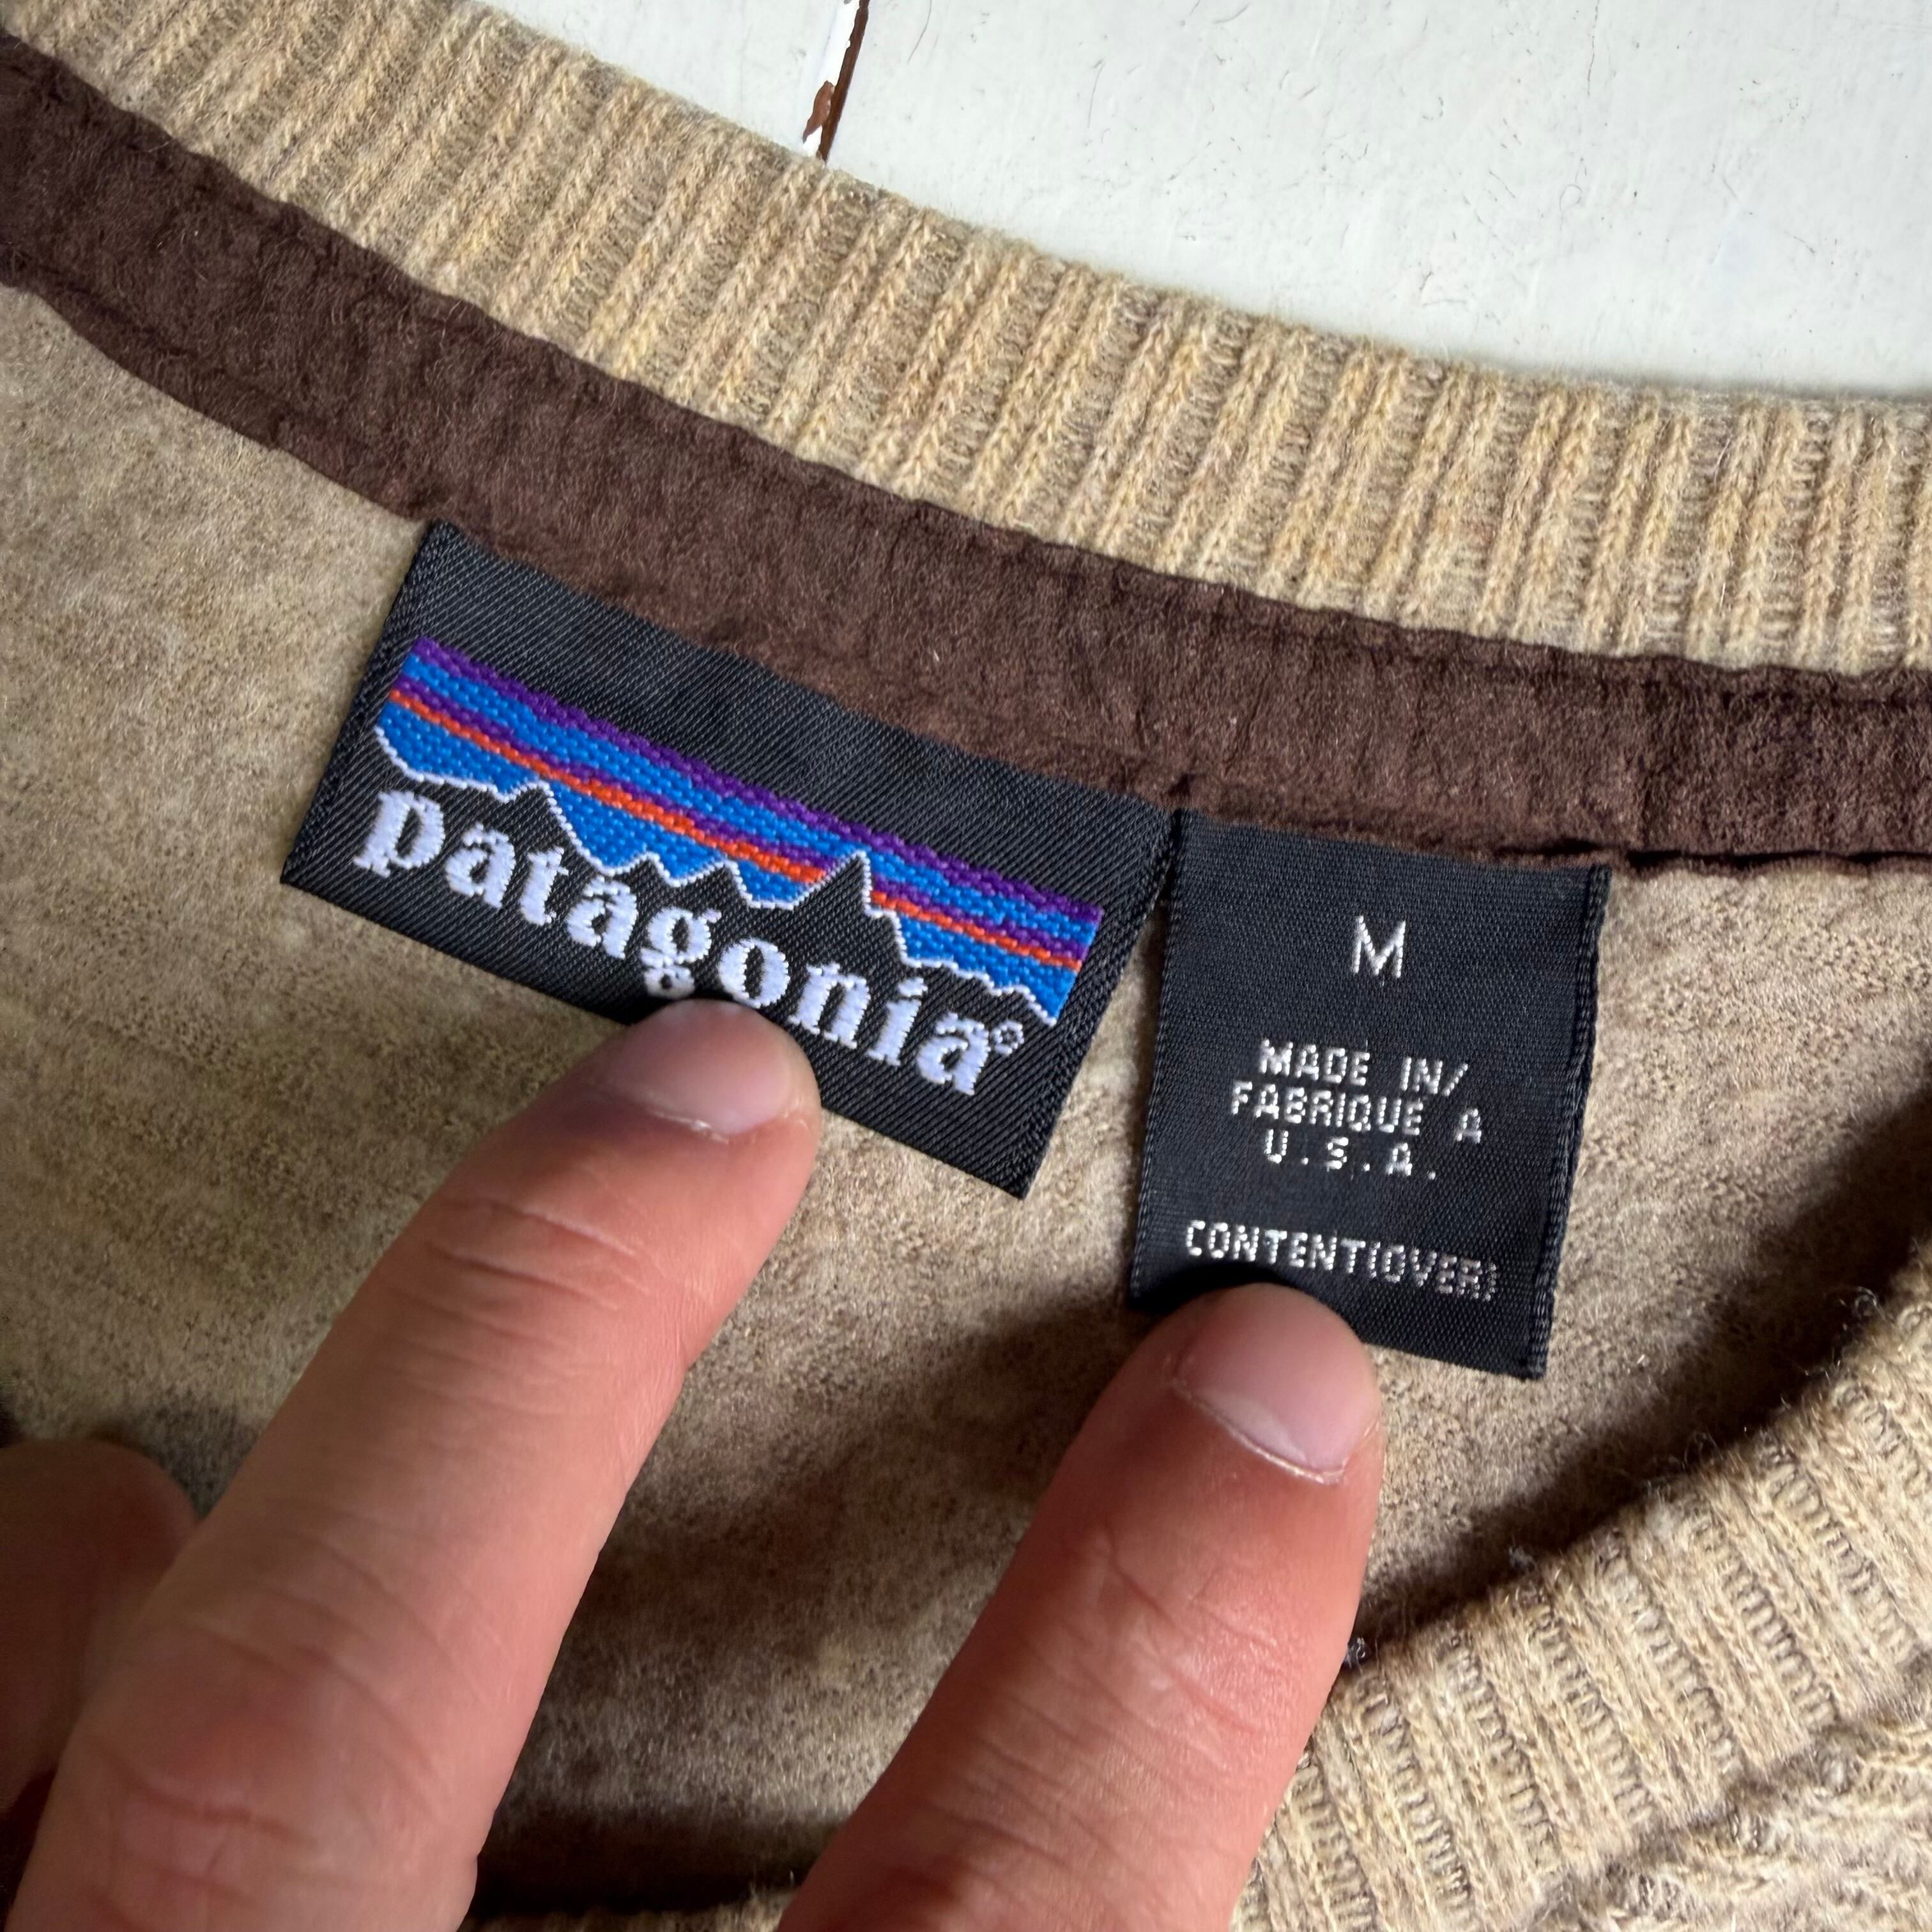 patagonia®
M
MADE IN/
FABRIQUE A
U.S.A.
CONTENT(OVER)